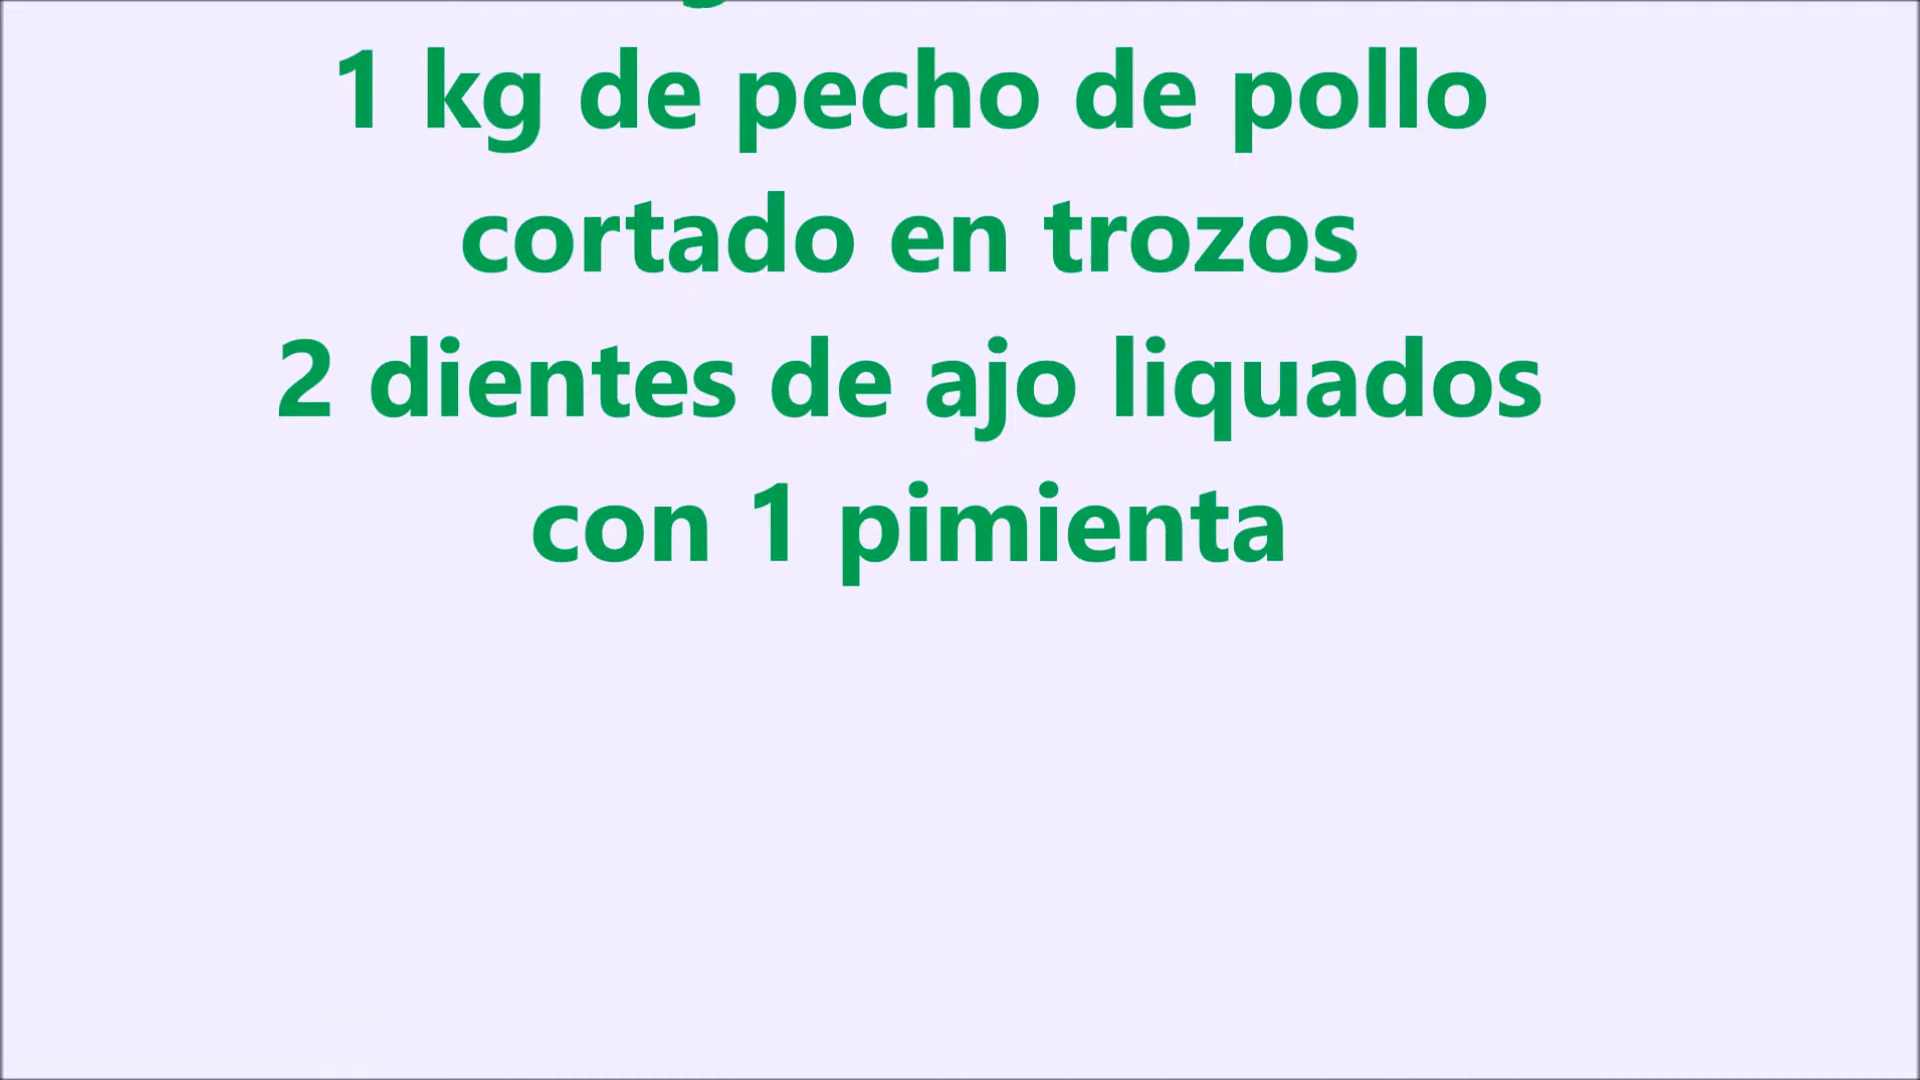 1 kg de pecho de pollo
cortado en trozos
2 dientes de ajo liquados
con 1 pimienta